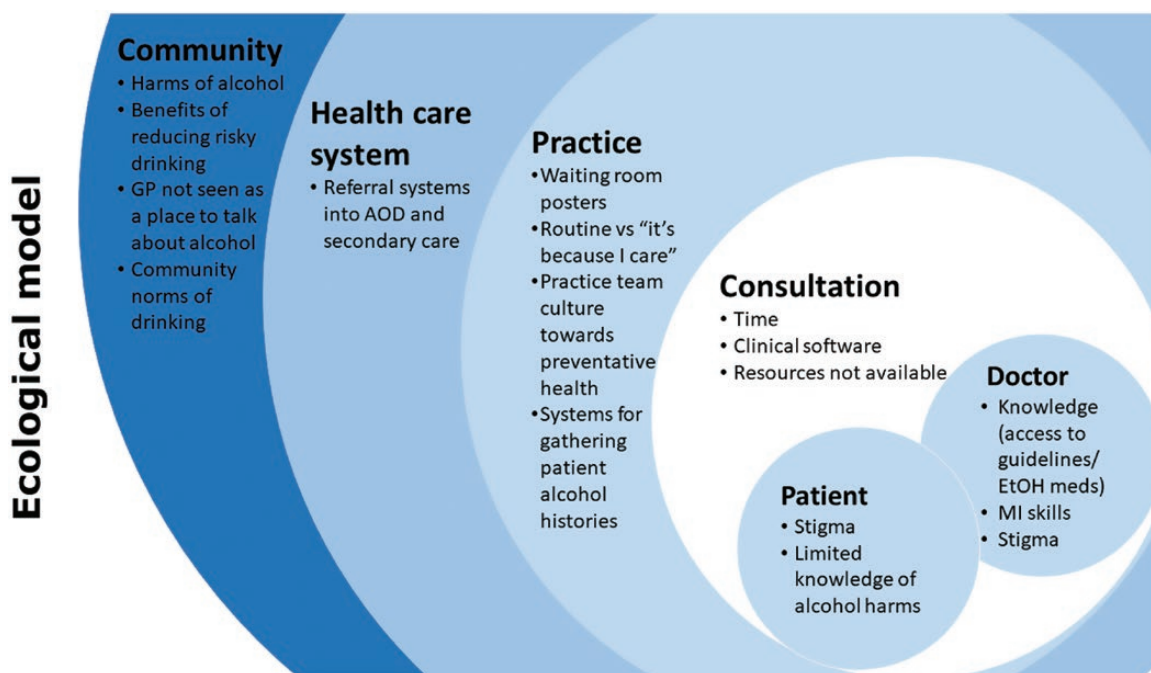 Ecological model
Community
• Harms of alcohol
• Benefits of
reducing risky
drinking
• GP not seen as
a place to talk
about alcohol
• Community
norms of
drinking
Health care
system
• Referral systems
into AOD and
secondary care
Practice
•Waiting room
posters
•Routine vs “it’s
because I care”
•Practice team
culture
towards
preventative
health
•Systems for
gathering
patient
alcohol
histories
Consultation
• Time
• Clinical software
• Resources not available
Patient
• Stigma
• Limited
knowledge of
alcohol harms
Doctor
• Knowledge
(access to
guidelines/
EtOH meds)
• MI skills
• Stigma